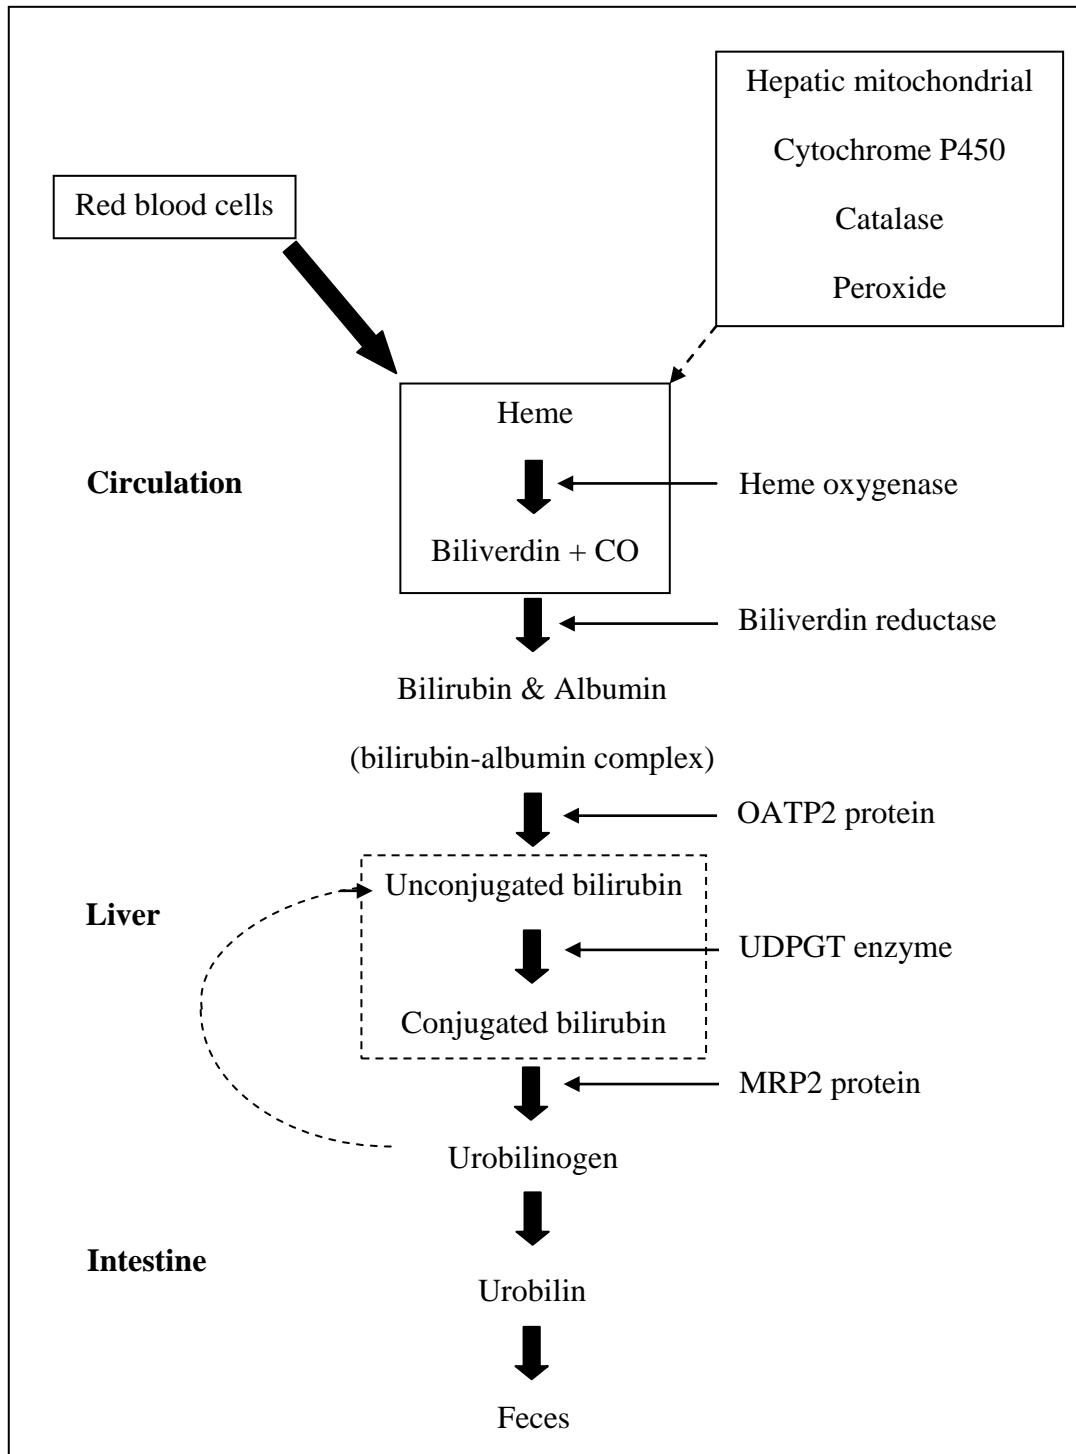 Hepatic mitochondrial
Cytochrome P450
Catalase
Peroxide
Red blood cells
Heme
Circulation
Heme oxygenase
Biliverdin + CO
Biliverdin reductase
Bilirubin & Albumin
(bilirubin-albumin complex)
OATP2 protein
Unconjugated bilirubin
Liver
UDPGT enzyme
Conjugated bilirubin
MRP2 protein
Urobilinogen
Intestine
Urobilin
Feces